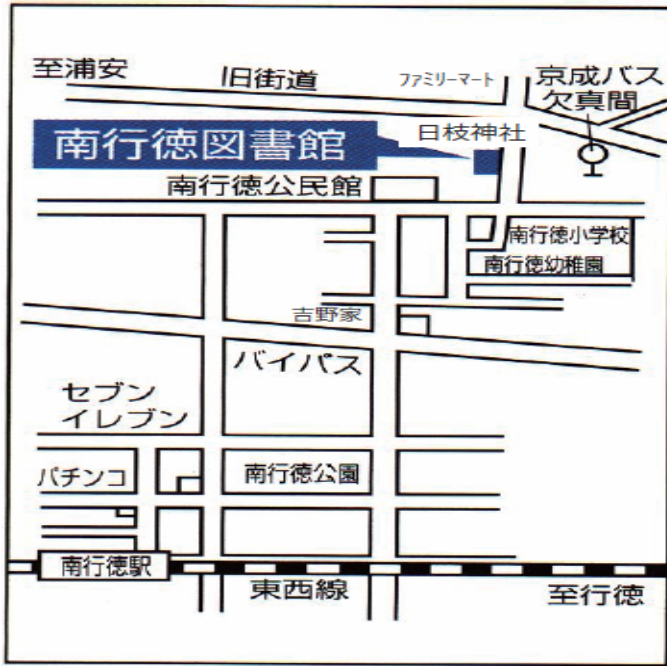 至浦安
旧街道
ファミリーマート
京成バス
欠真間
南行徳図書館
日枝神社
南行徳公民館
南行徳小学校
南行徳幼稚園
吉野家
バイパス
セブン
イレブン
パチンコ
南行徳公園
南行徳駅
東西線
至行徳